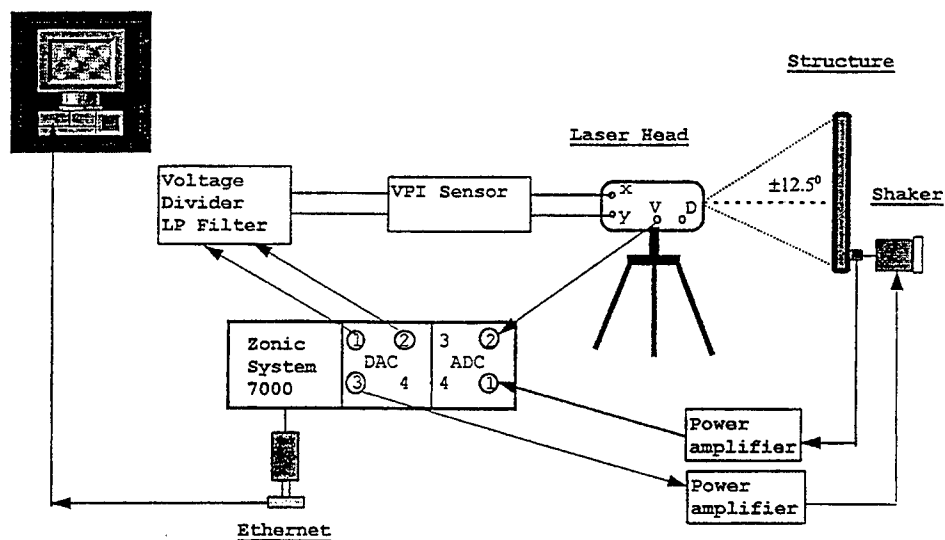 Structure
Laser Head
±12.5⁰
Shaker
Voltage
Divider
LP Filter
VPI Sensor
x
y
V
D
Zonic
System
7000
1 2
DAC
3 4
3 2
ADC
4 1
Power
amplifier
Power
amplifier
Ethernet